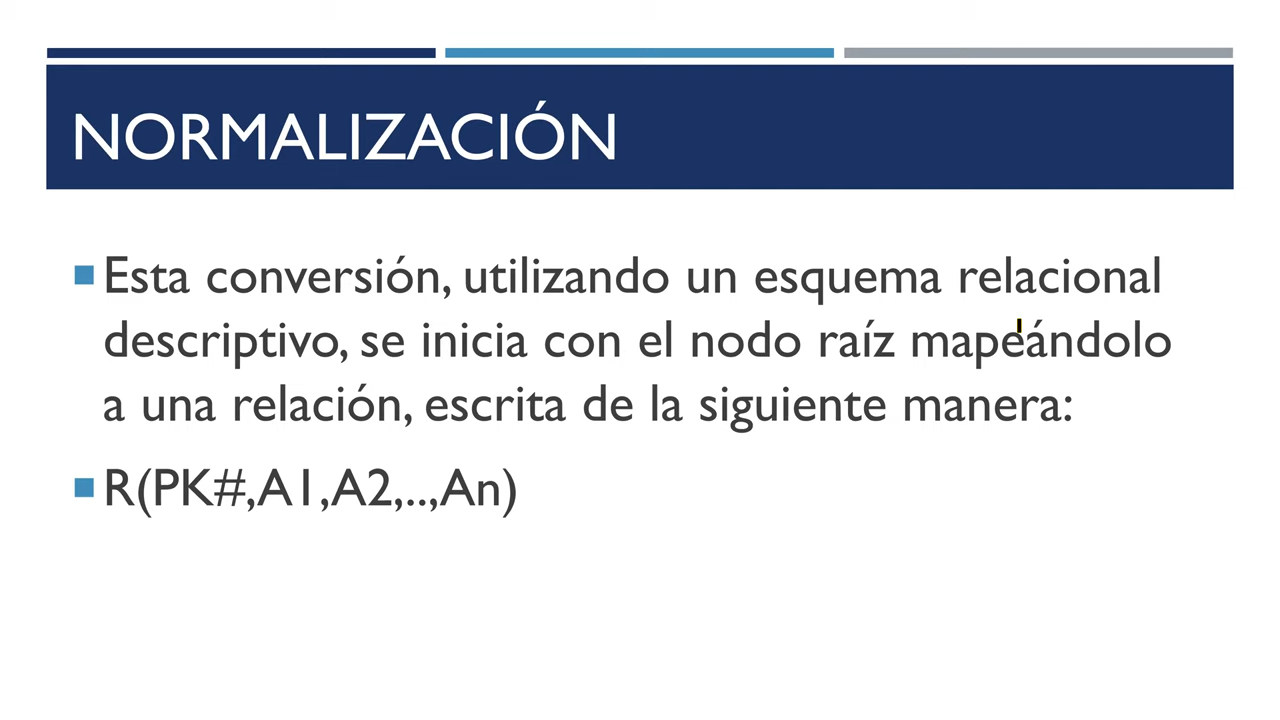 NORMALIZACIÓN
Esta conversión, utilizando un esquema relacional
descriptivo, se inicia con el nodo raíz mapeándolo
a una relación, escrita de la siguiente manera:
R(PK#,A1,A2,..,An)